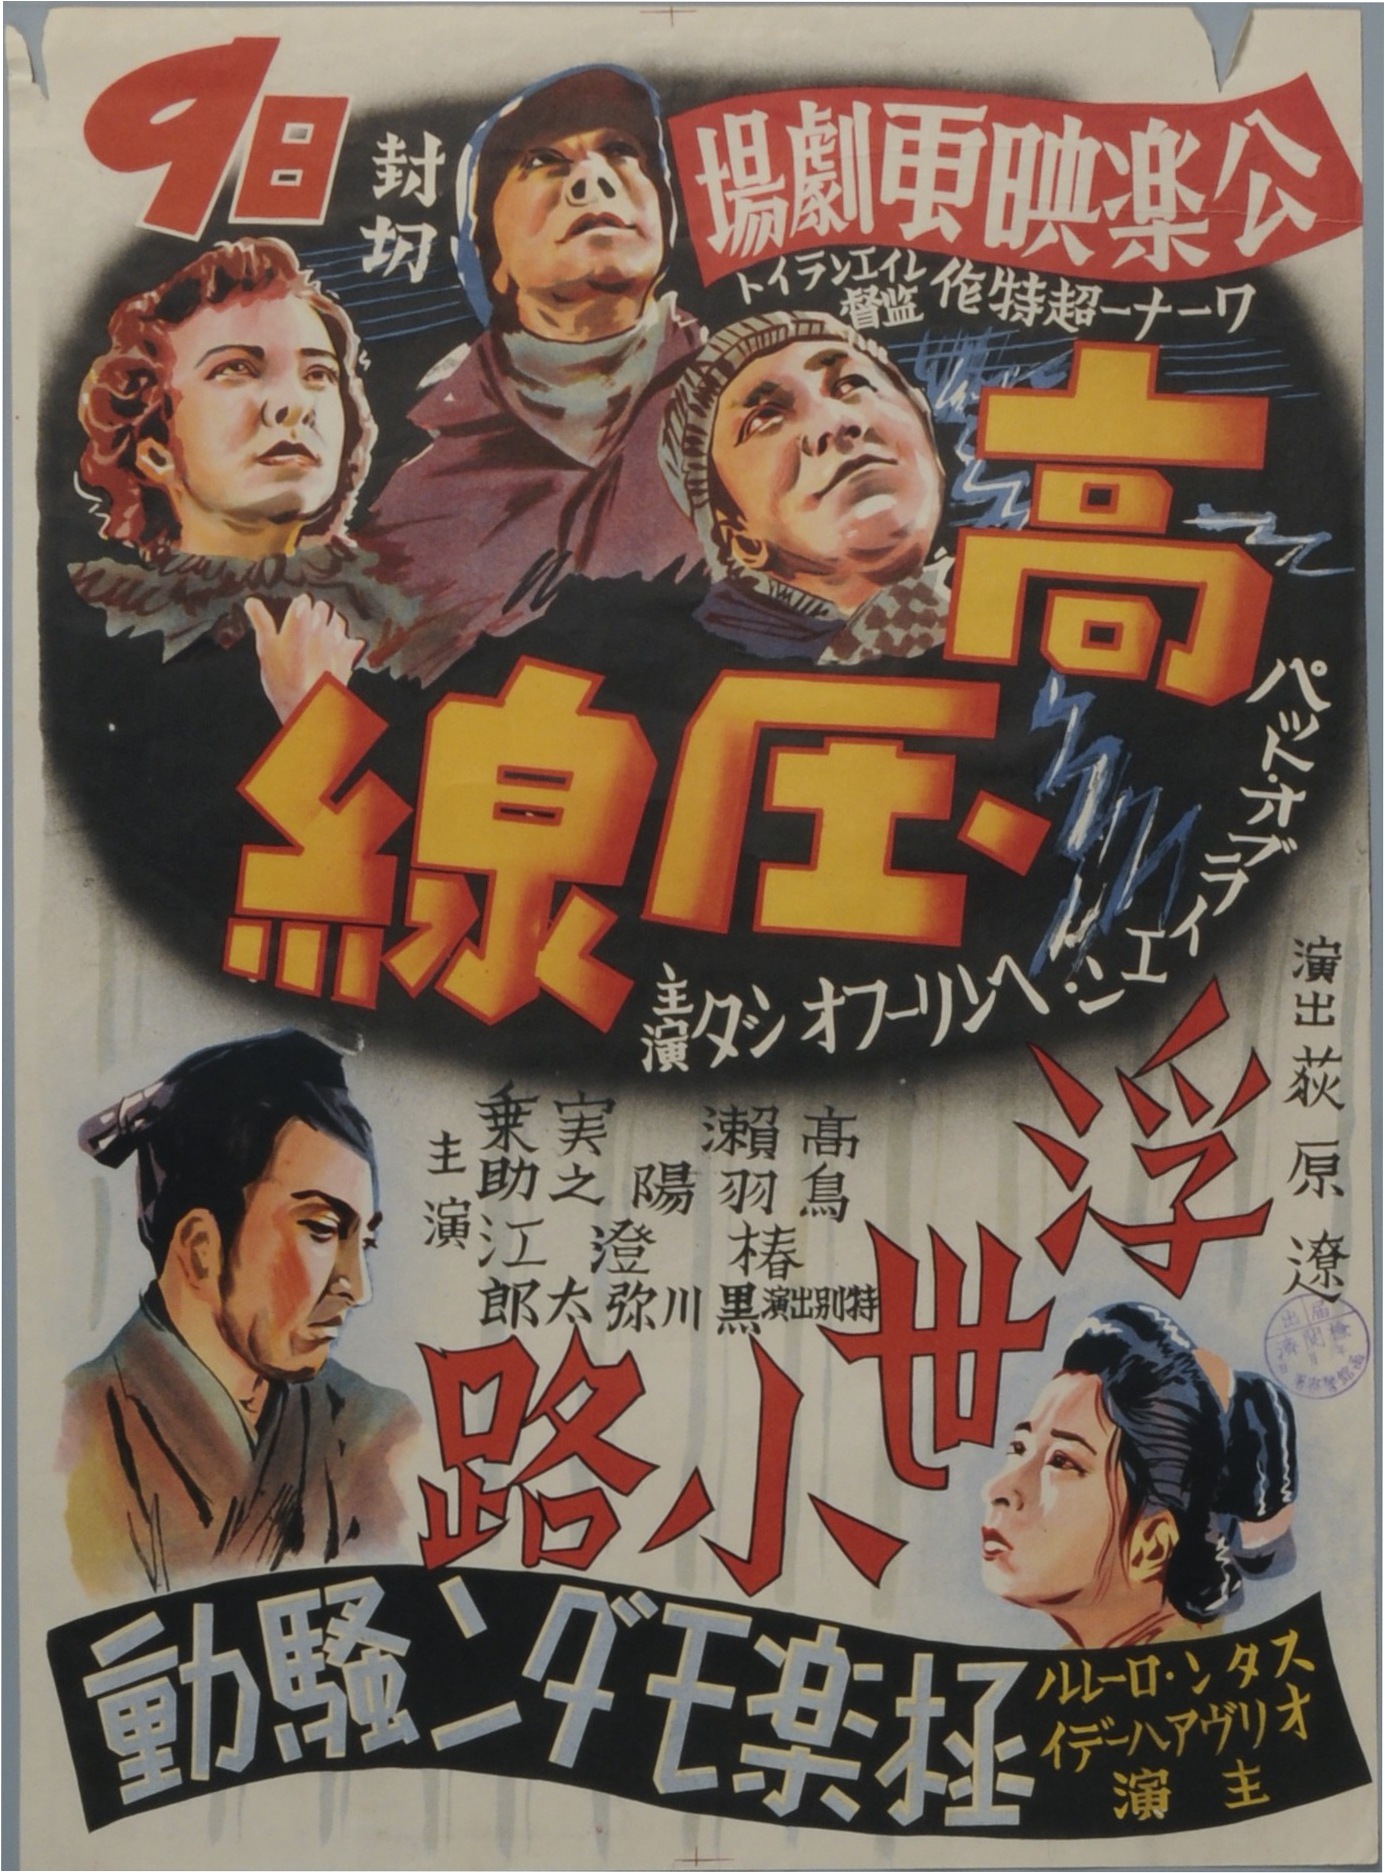 9日
封切
公楽映画劇場
ワーナー超特作
レイエンライト
監督
高圧線
パット・オブライエン
ヘンリーフオンダ
主演
演出 荻原遼
浮世小路
高瀬実乗
鳥羽陽之助
椿澄江
主演
特別出演 黒川弥太郎
極楽モダン騒動
スタン・ローレル
オリヴアハーデイ
主演